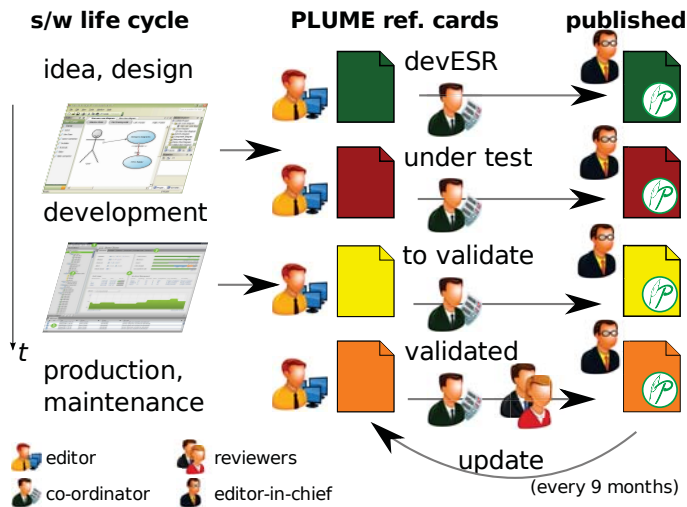 s/w life cycle
PLUME ref. cards
published
idea, design
devESR
under test
development
to validate
t
validated
production,
maintenance
update
(every 9 months)
editor
reviewers
co-ordinator
editor-in-chief